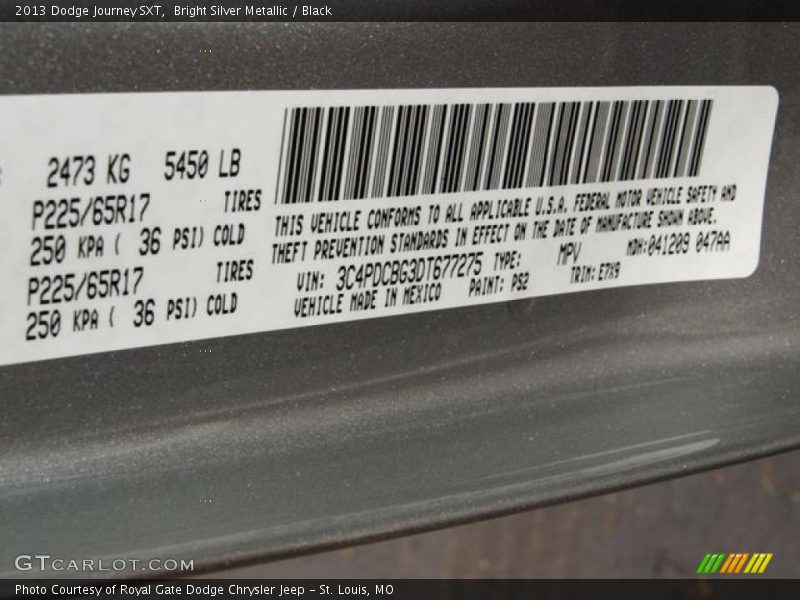 2013 Dodge Journey SXT, Bright Silver Metallic / Black
2473 KG 5450 LB
P225/65R17 TIRES
250 KPA ( 36 PSI) COLD
P225/65R17 TIRES
250 KPA ( 36 PSI) COLD
THIS VEHICLE CONFORMS TO ALL APPLICABLE U.S.A. FEDERAL MOTOR VEHICLE SAFETY AND
THEFT PREVENTION STANDARDS IN EFFECT ON THE DATE OF MANUFACTURE SHOWN ABOVE.
VIN: 3C4PDCBG3DT677275 TYPE: MPV MDH:041209 047AA
VEHICLE MADE IN MEXICO PAINT: PS2 TRIM: E7X9
GTCARLOT.COM
Photo Courtesy of Royal Gate Dodge Chrysler Jeep - St. Louis, MO